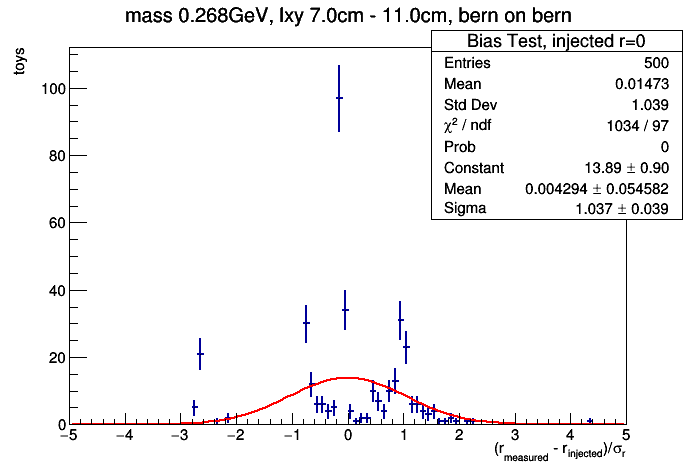 mass 0.268GeV, lxy 7.0cm - 11.0cm, bern on bern
Bias Test, injected r=0
Entries 500
Mean 0.01473
Std Dev 1.039
χ² / ndf 1034 / 97
Prob 0
Constant 13.89 ± 0.90
Mean 0.004294 ± 0.054582
Sigma 1.037 ± 0.039
toys
100
80
60
40
20
0
−5 −4 −3 −2 −1 0 1 2 3 4 5
(r_measured - r_injected)/σ_r